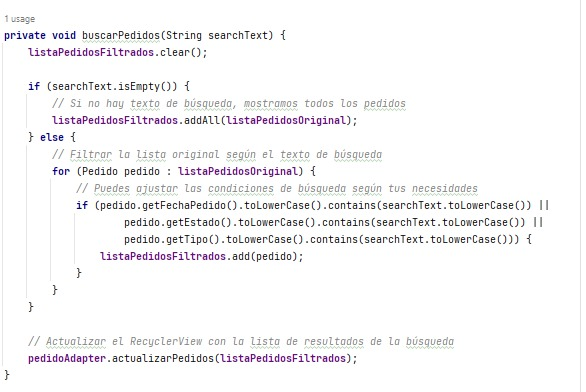 1 usage
private void buscarPedidos(String searchText) {
    listaPedidosFiltrados.clear();

    if (searchText.isEmpty()) {
        // Si no hay texto de búsqueda, mostramos todos los pedidos
        listaPedidosFiltrados.addAll(listaPedidosOriginal);
    } else {
        // Filtrar la lista original según el texto de búsqueda
        for (Pedido pedido : listaPedidosOriginal) {
            // Puedes ajustar las condiciones de búsqueda según tus necesidades
            if (pedido.getFechaPedido().toLowerCase().contains(searchText.toLowerCase()) ||
                    pedido.getEstado().toLowerCase().contains(searchText.toLowerCase()) ||
                    pedido.getTipo().toLowerCase().contains(searchText.toLowerCase())) {
                listaPedidosFiltrados.add(pedido);
            }
        }
    }

    // Actualizar el RecyclerView con la lista de resultados de la búsqueda
    pedidoAdapter.actualizarPedidos(listaPedidosFiltrados);
}